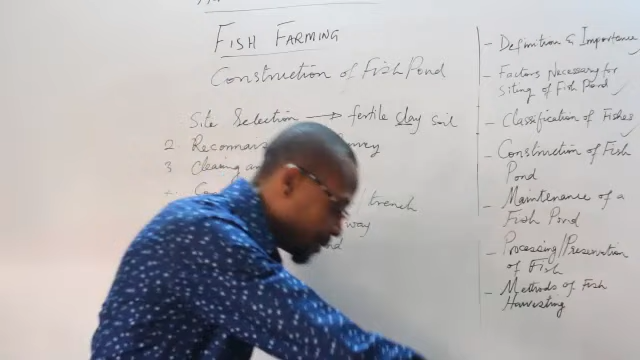 FISH FARMING
Construction of Fish Pond
Site Selection → fertile clay soil
2. 
3. Clearing
trench
way
- Definition & Importance
- Factors Necessary for
Siting of Fish Pond
- Classification of Fishes
- Construction of Fish
Pond
- Maintenance of a
Fish Pond
- Processing/Preservation
of Fish
- Methods of Fish
Harvesting